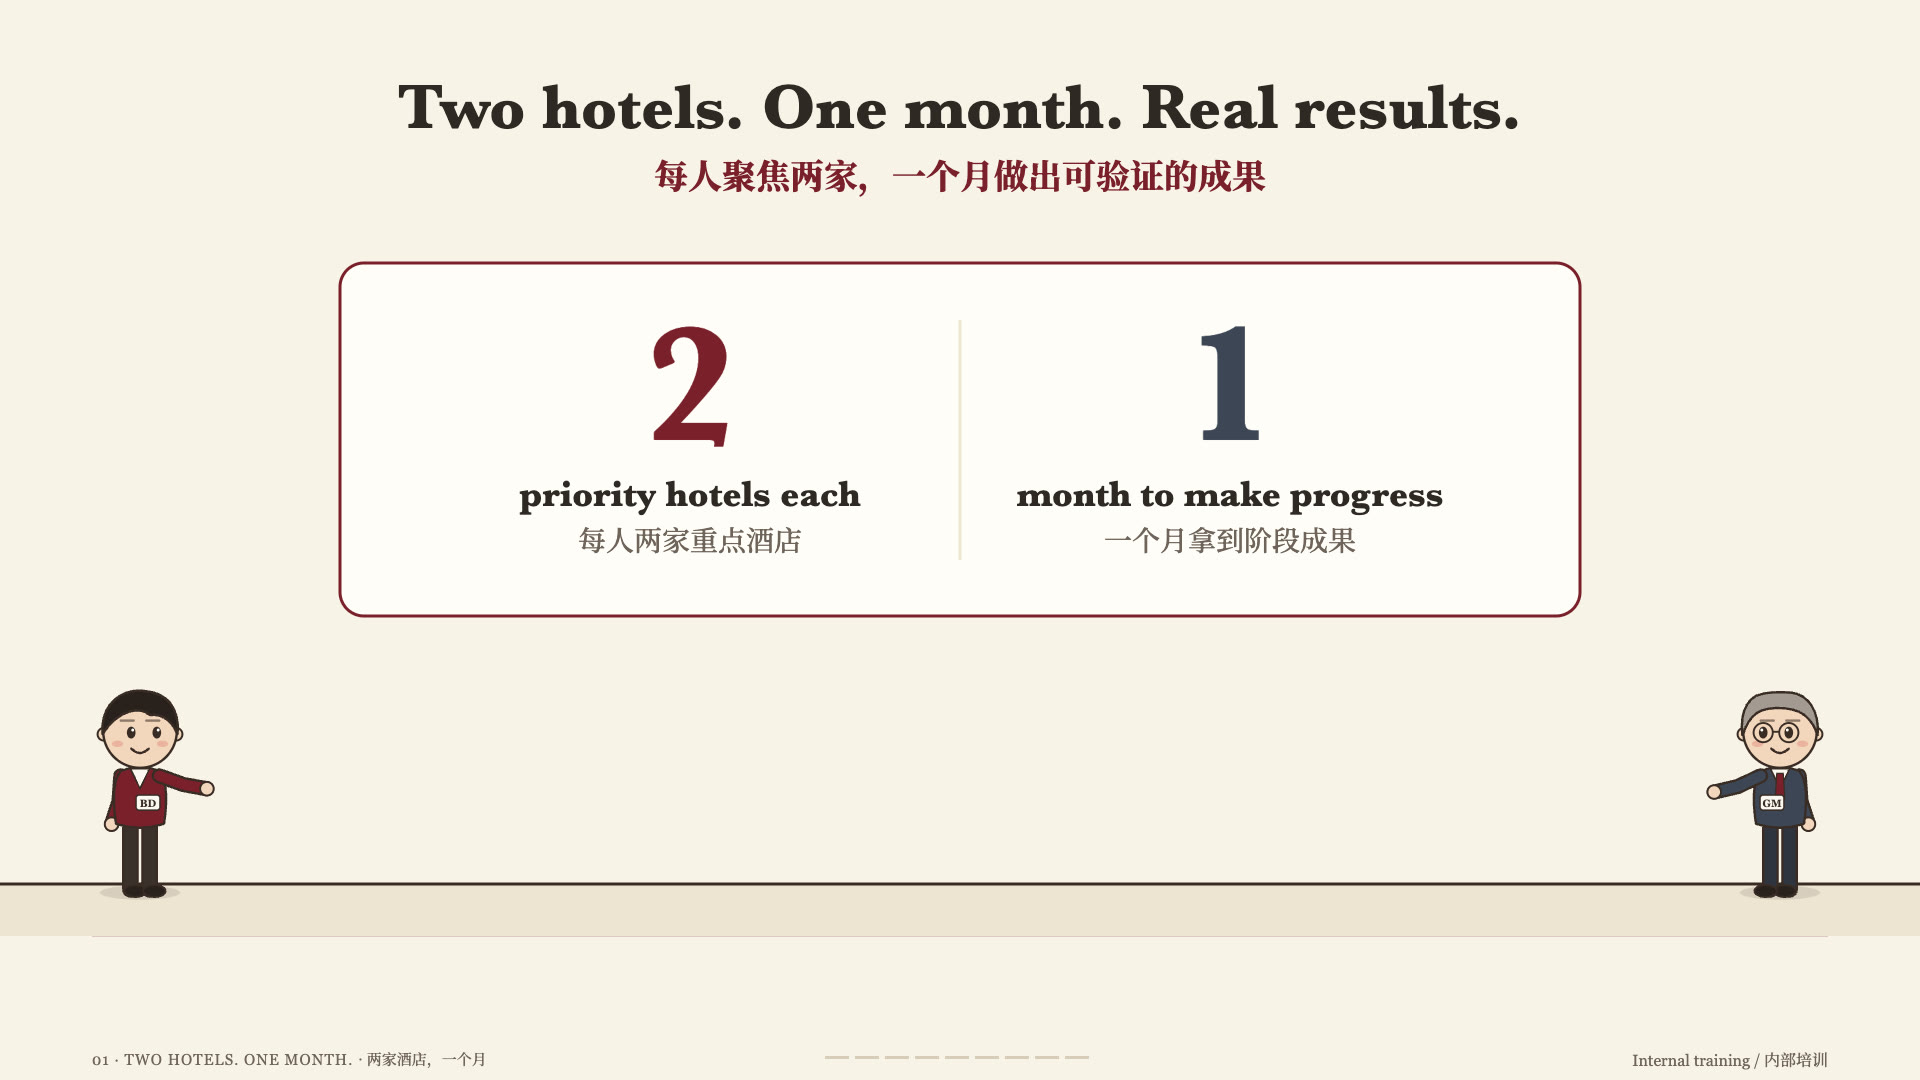 Two hotels. One month. Real results.
每人聚焦两家，一个月做出可验证的成果
2
priority hotels each
每人两家重点酒店
1
month to make progress
一个月拿到阶段成果
BD
GM
01 · TWO HOTELS. ONE MONTH. · 两家酒店，一个月
Internal training / 内部培训